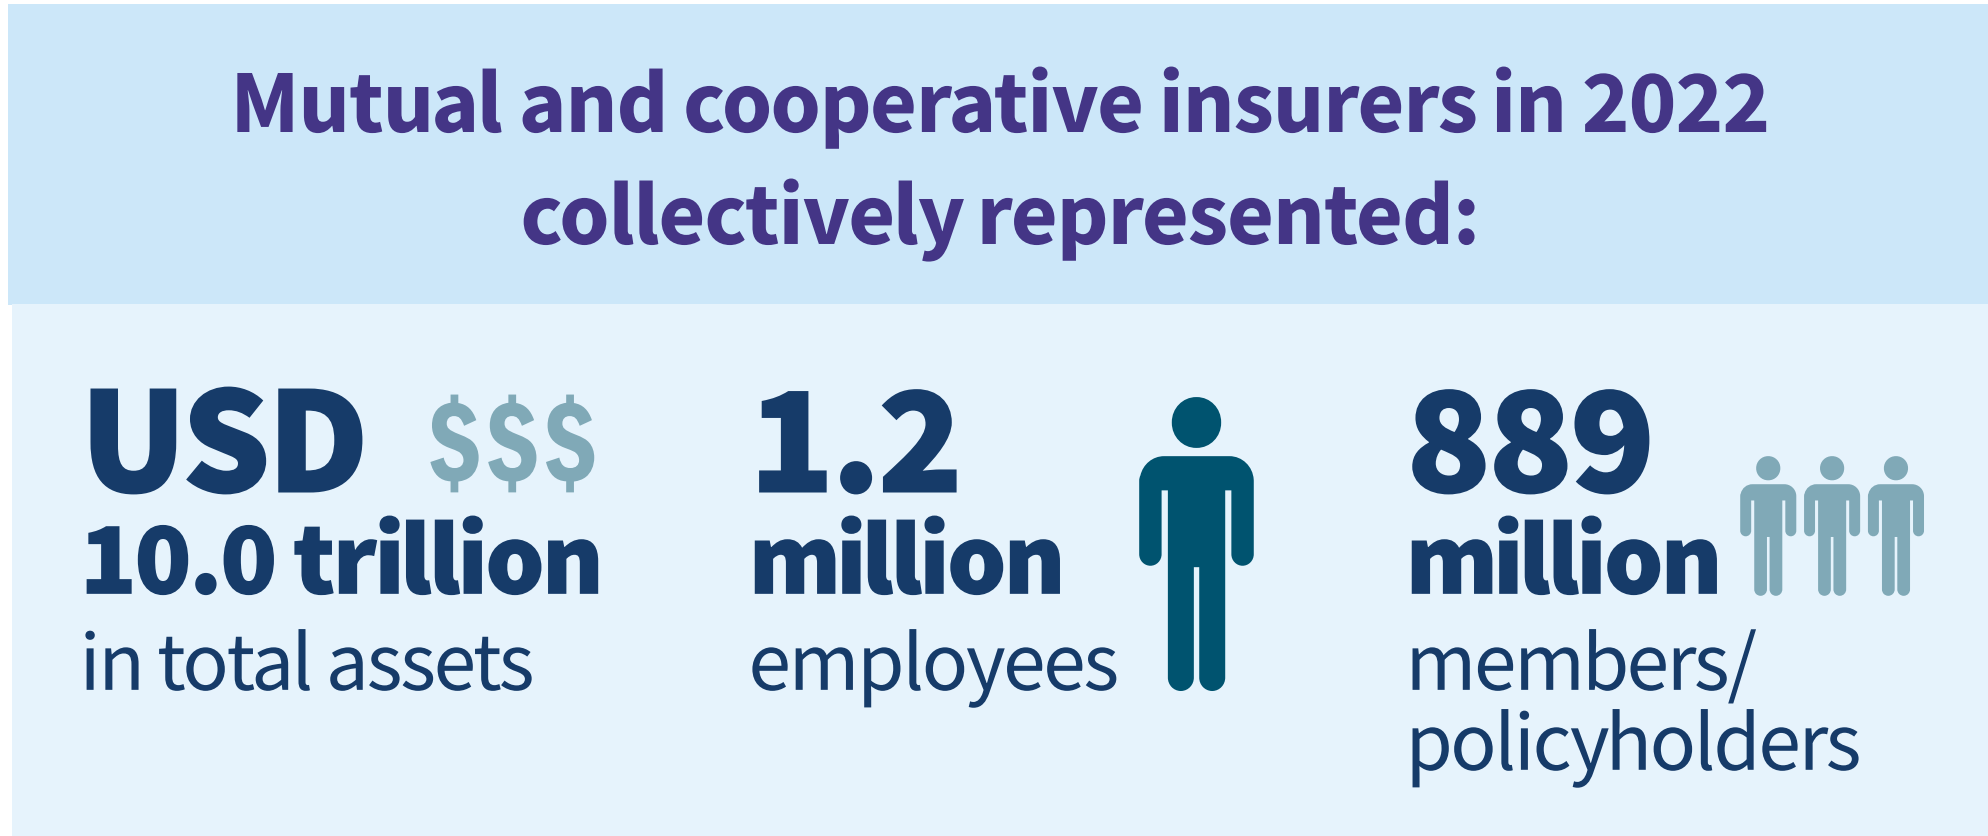 Mutual and cooperative insurers in 2022
collectively represented:
USD $$$
10.0 trillion
in total assets
1.2
million
employees
889
million
members/
policyholders